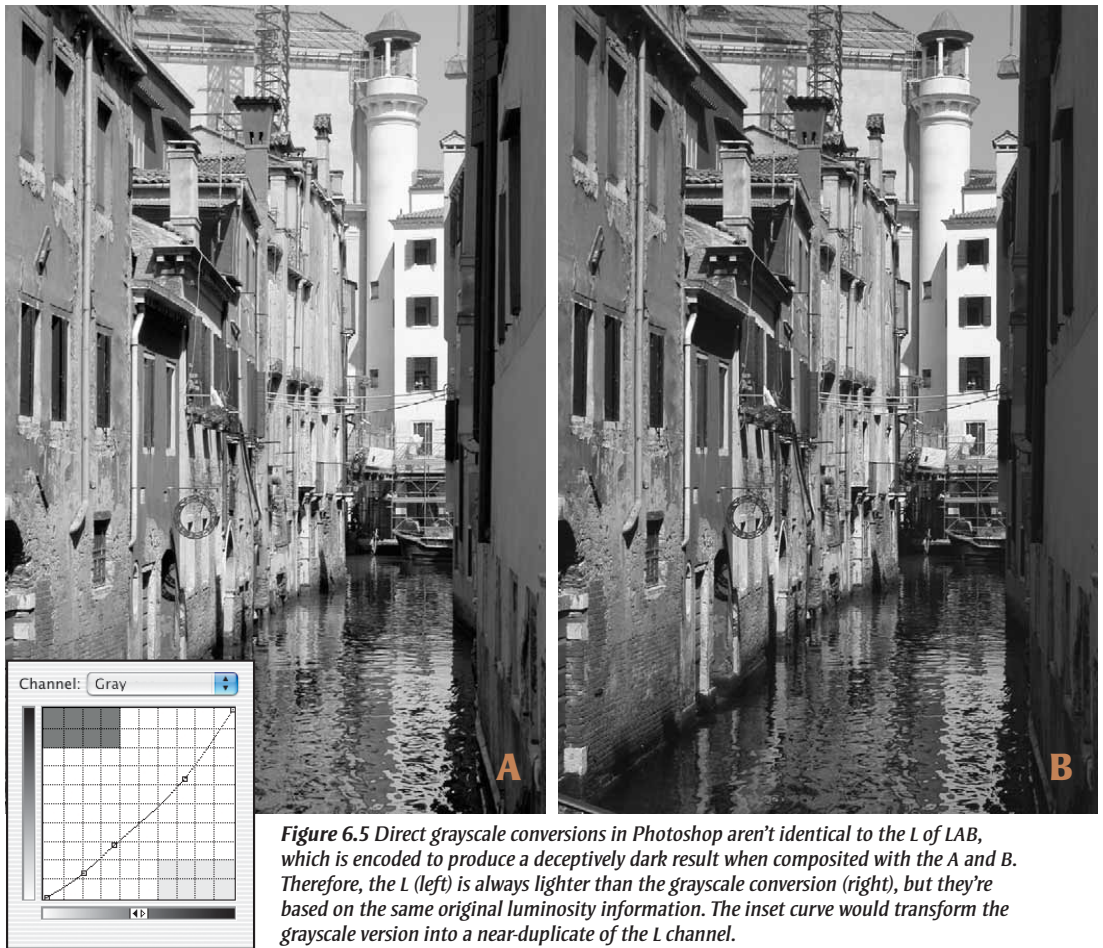 A
B
Channel: Gray
Figure 6.5 Direct grayscale conversions in Photoshop aren't identical to the L of LAB,
which is encoded to produce a deceptively dark result when composited with the A and B.
Therefore, the L (left) is always lighter than the grayscale conversion (right), but they're
based on the same original luminosity information. The inset curve would transform the
grayscale version into a near-duplicate of the L channel.